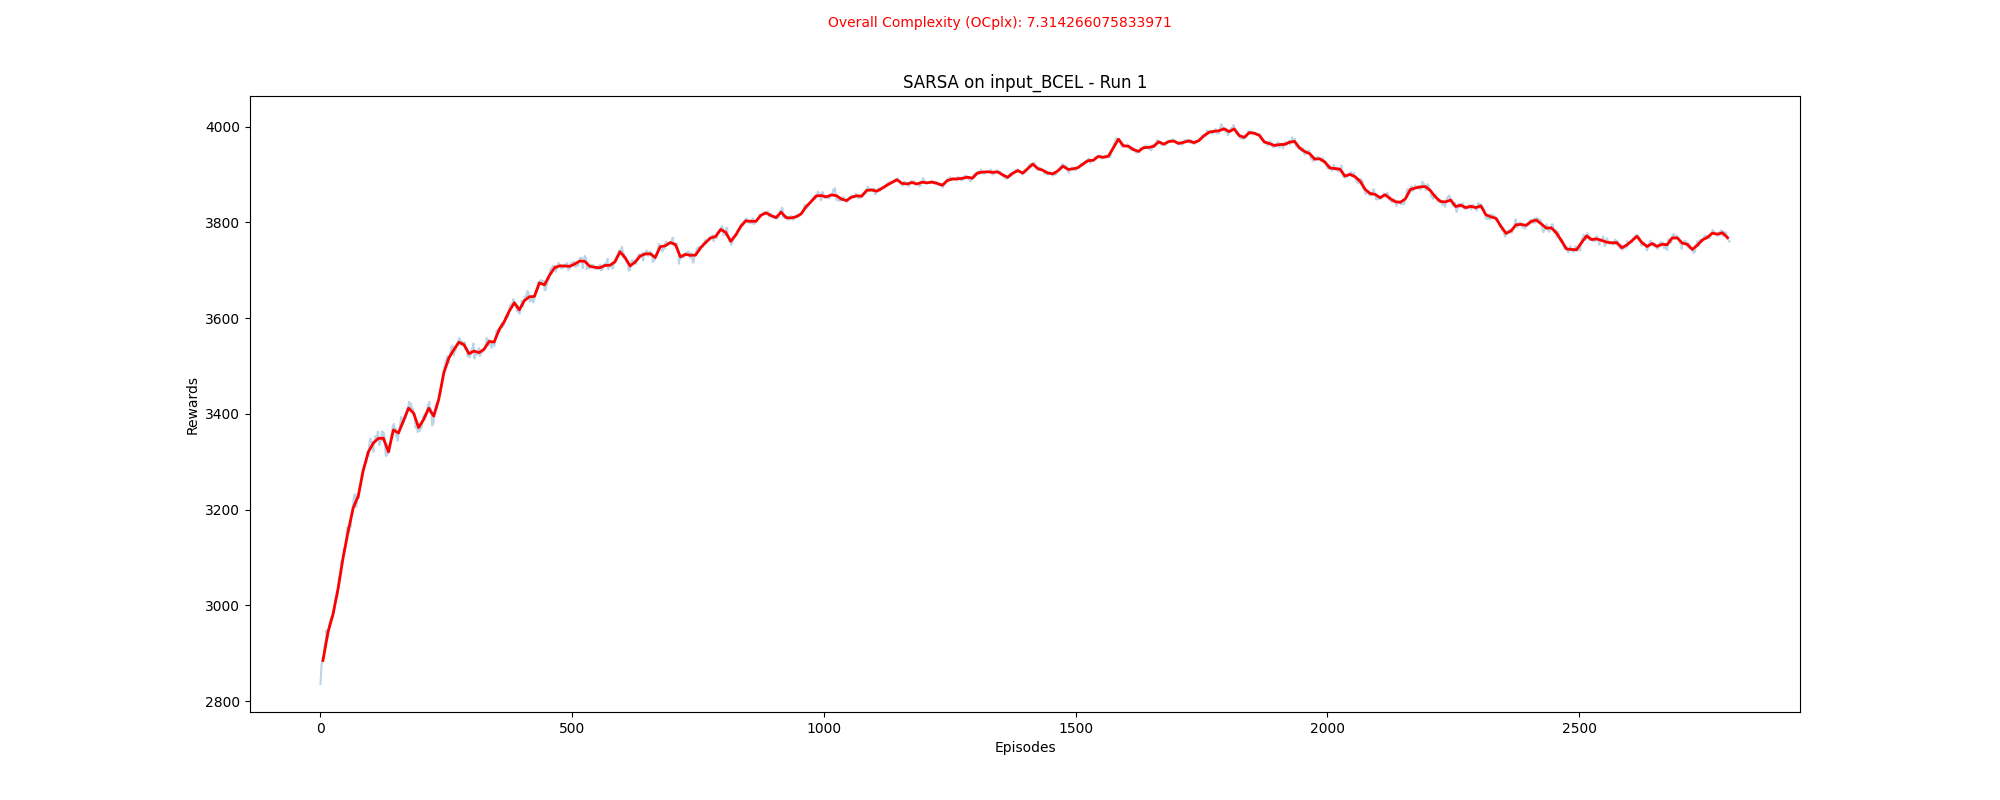 Overall Complexity (OCplx): 7.314266075833971
SARSA on input_BCEL - Run 1
4000
3800
3600
3400
3200
3000
2800
Rewards
0 500 1000 1500 2000 2500
Episodes